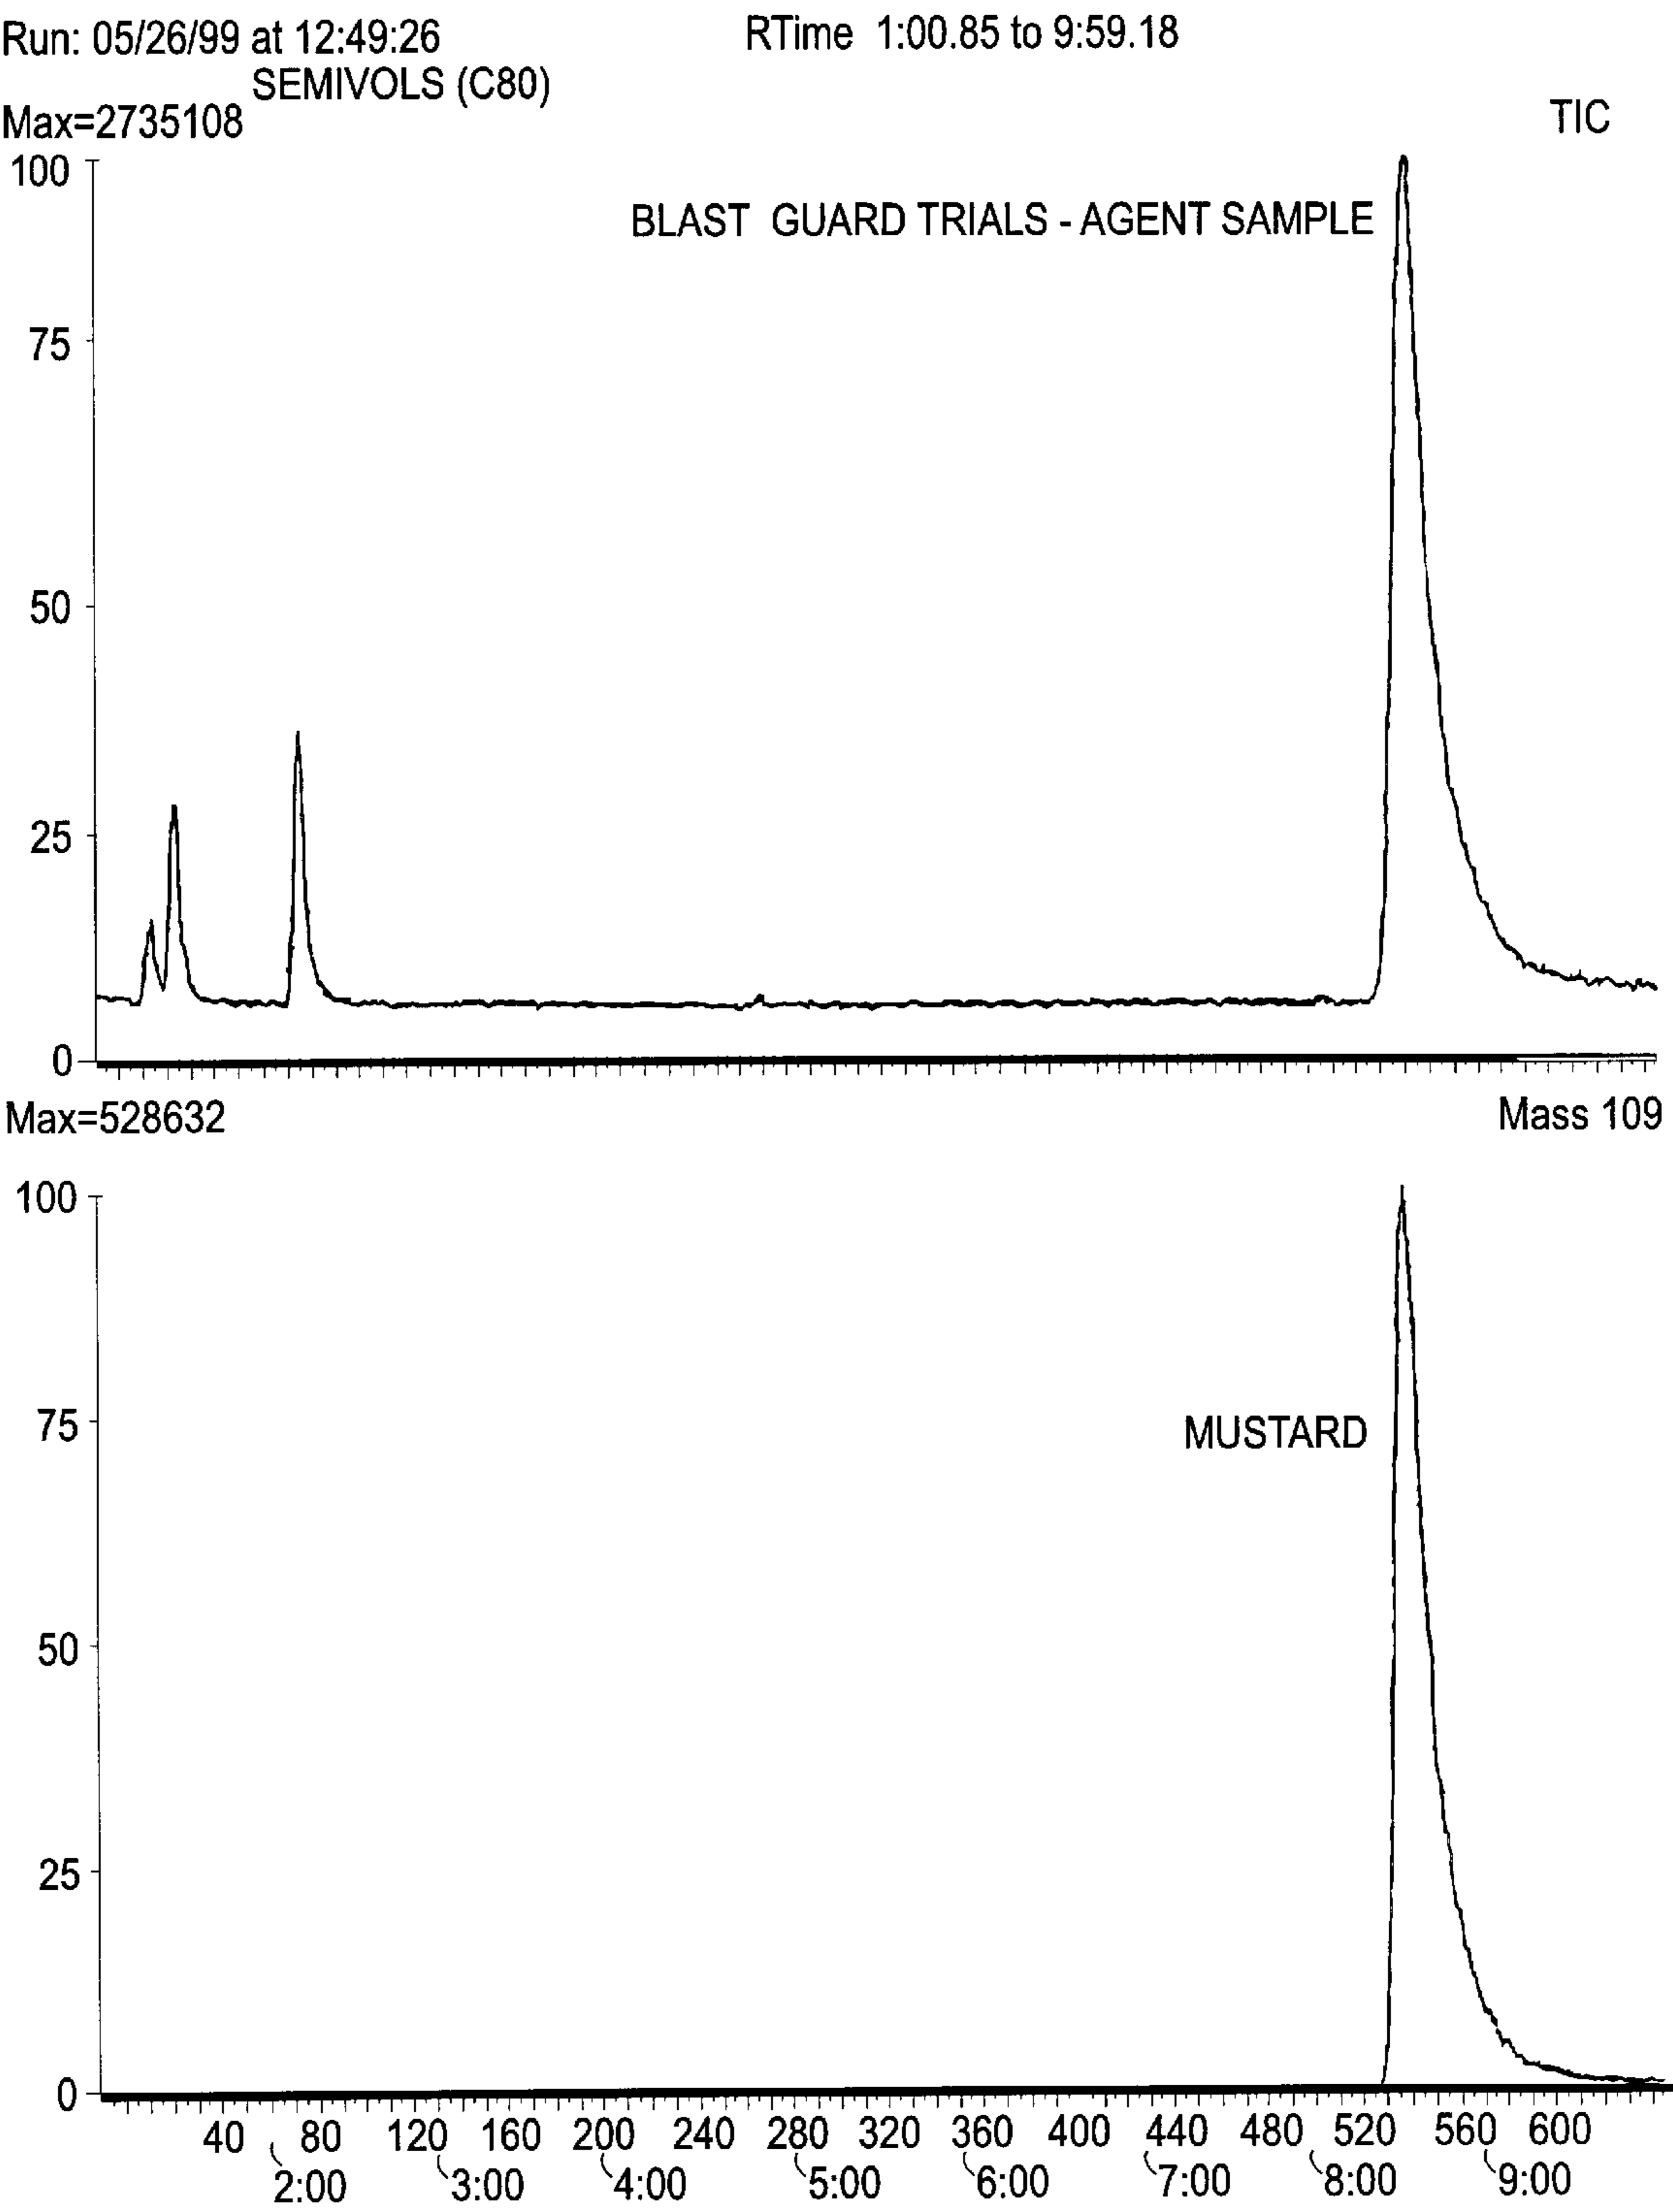 Run: 05/26/99 at 12:49:26 RTime 1:00.85 to 9:59.18
SEMIVOLS (C80)
Max=2735108 TIC
100
BLAST GUARD TRIALS - AGENT SAMPLE
75
50
25
0
Max=528632 Mass 109
100
75
MUSTARD
50
25
0
40 80 120 160 200 240 280 320 360 400 440 480 520 560 600
2:00 3:00 4:00 5:00 6:00 7:00 8:00 9:00